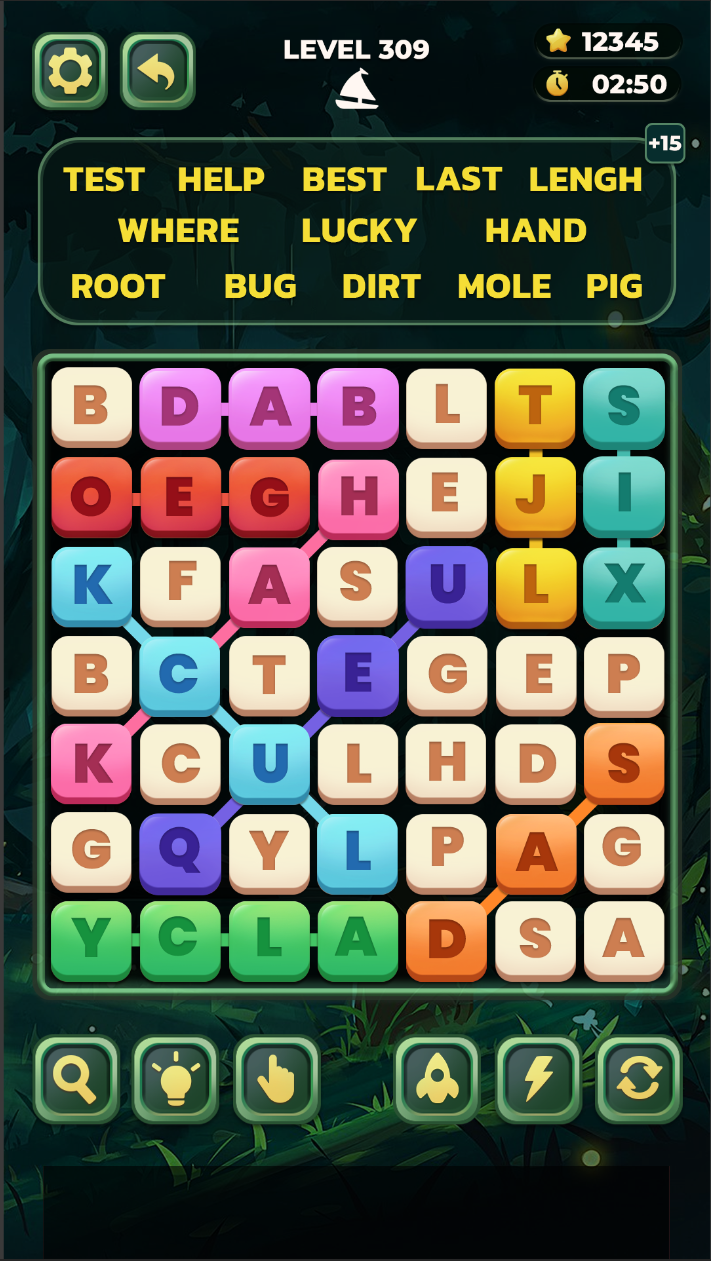 LEVEL 309
12345
02:50
+15
TEST HELP BEST LAST LENGH
WHERE LUCKY HAND
ROOT BUG DIRT MOLE PIG
B D A B L T S
O E G H E J I
K F A S U L X
B C T E G E P
K C U L H D S
G Q Y L P A G
Y C L A D S A